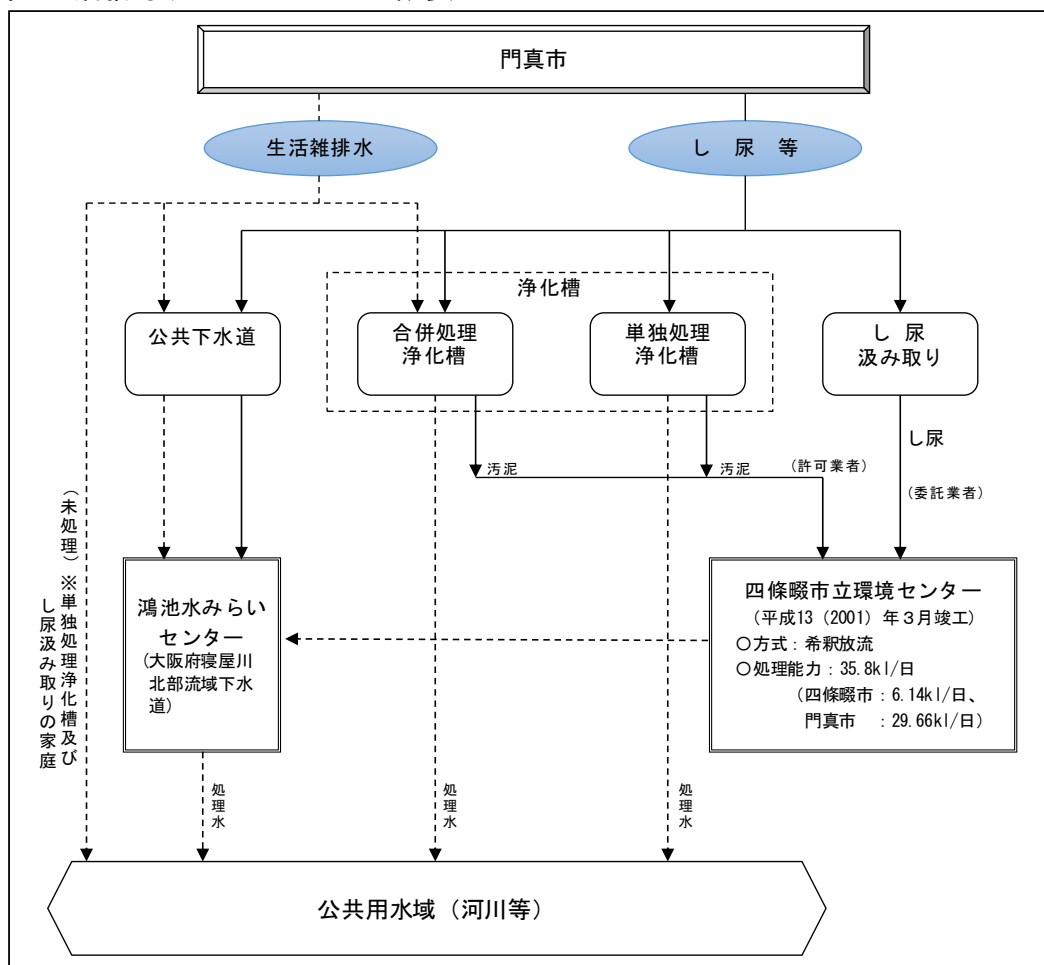 門真市
生活雑排水
し 尿 等
浄化槽
公共下水道
合併処理
浄化槽
単独処理
浄化槽
し 尿
汲み取り
し尿
汚泥
汚泥
(許可業者)
(委託業者)
(未処理)※単独処理浄化槽及び
し尿汲み取りの家庭
鴻池水みらい
センター
(大阪府寝屋川
北部流域下水
道)
四條畷市立環境センター
(平成13(2001)年3月竣工)
○方式:希釈放流
○処理能力:35.8kl/日
(四條畷市:6.14kl/日、
門真市 :29.66kl/日)
処理水
処理水
処理水
公共用水域(河川等)